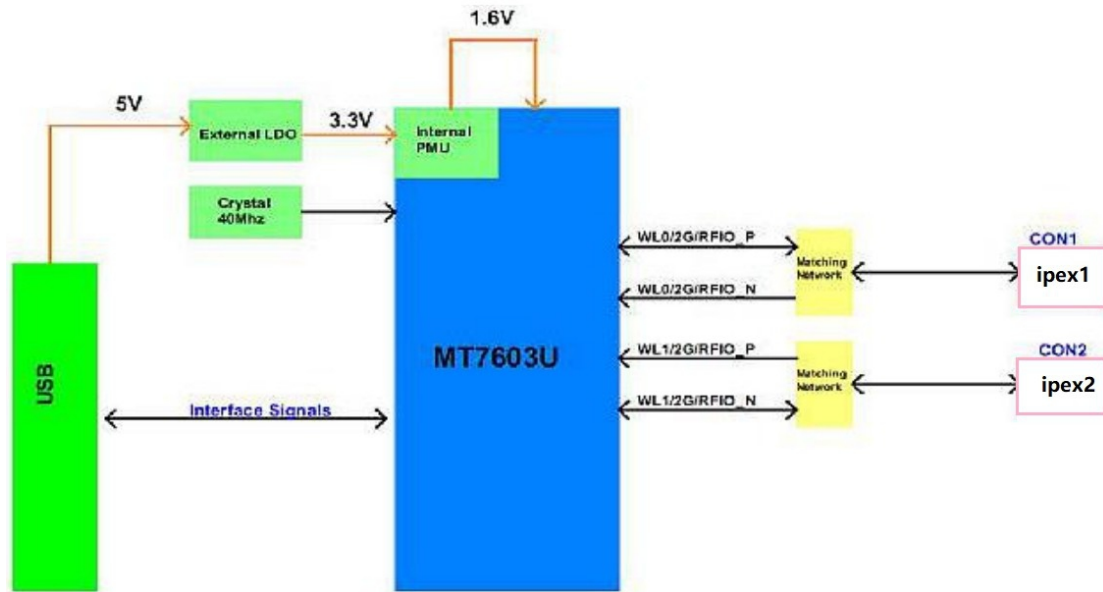 1.6V
5V
External LDO
3.3V
Internal
PMU
Crystal
40Mhz
WL0/2G/RFIO_P
Matching
Network
CON1
ipex1
WL0/2G/RFIO_N
MT7603U
WL1/2G/RFIO_P
Matching
Network
CON2
ipex2
WL1/2G/RFIO_N
USB
Interface Signals